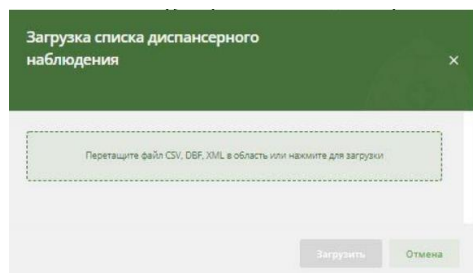 Загрузка списка диспансерного
наблюдения
×
Перетащите файл CSV, DBF, XML в область или нажмите для загрузки
Загрузить
Отмена